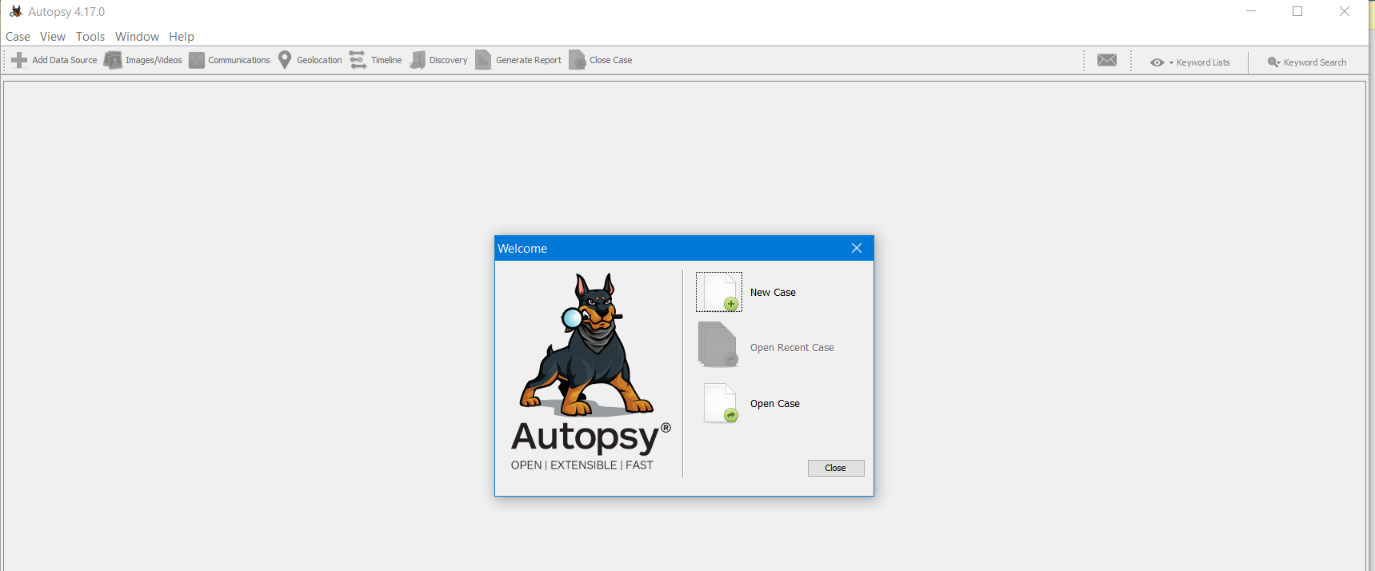 Autopsy 4.17.0
Case View Tools Window Help
Add Data Source Images/Videos Communications Geolocation Timeline Discovery Generate Report Close Case Keyword Lists Keyword Search
Welcome
New Case
Open Recent Case
Open Case
Autopsy®
OPEN | EXTENSIBLE | FAST
Close